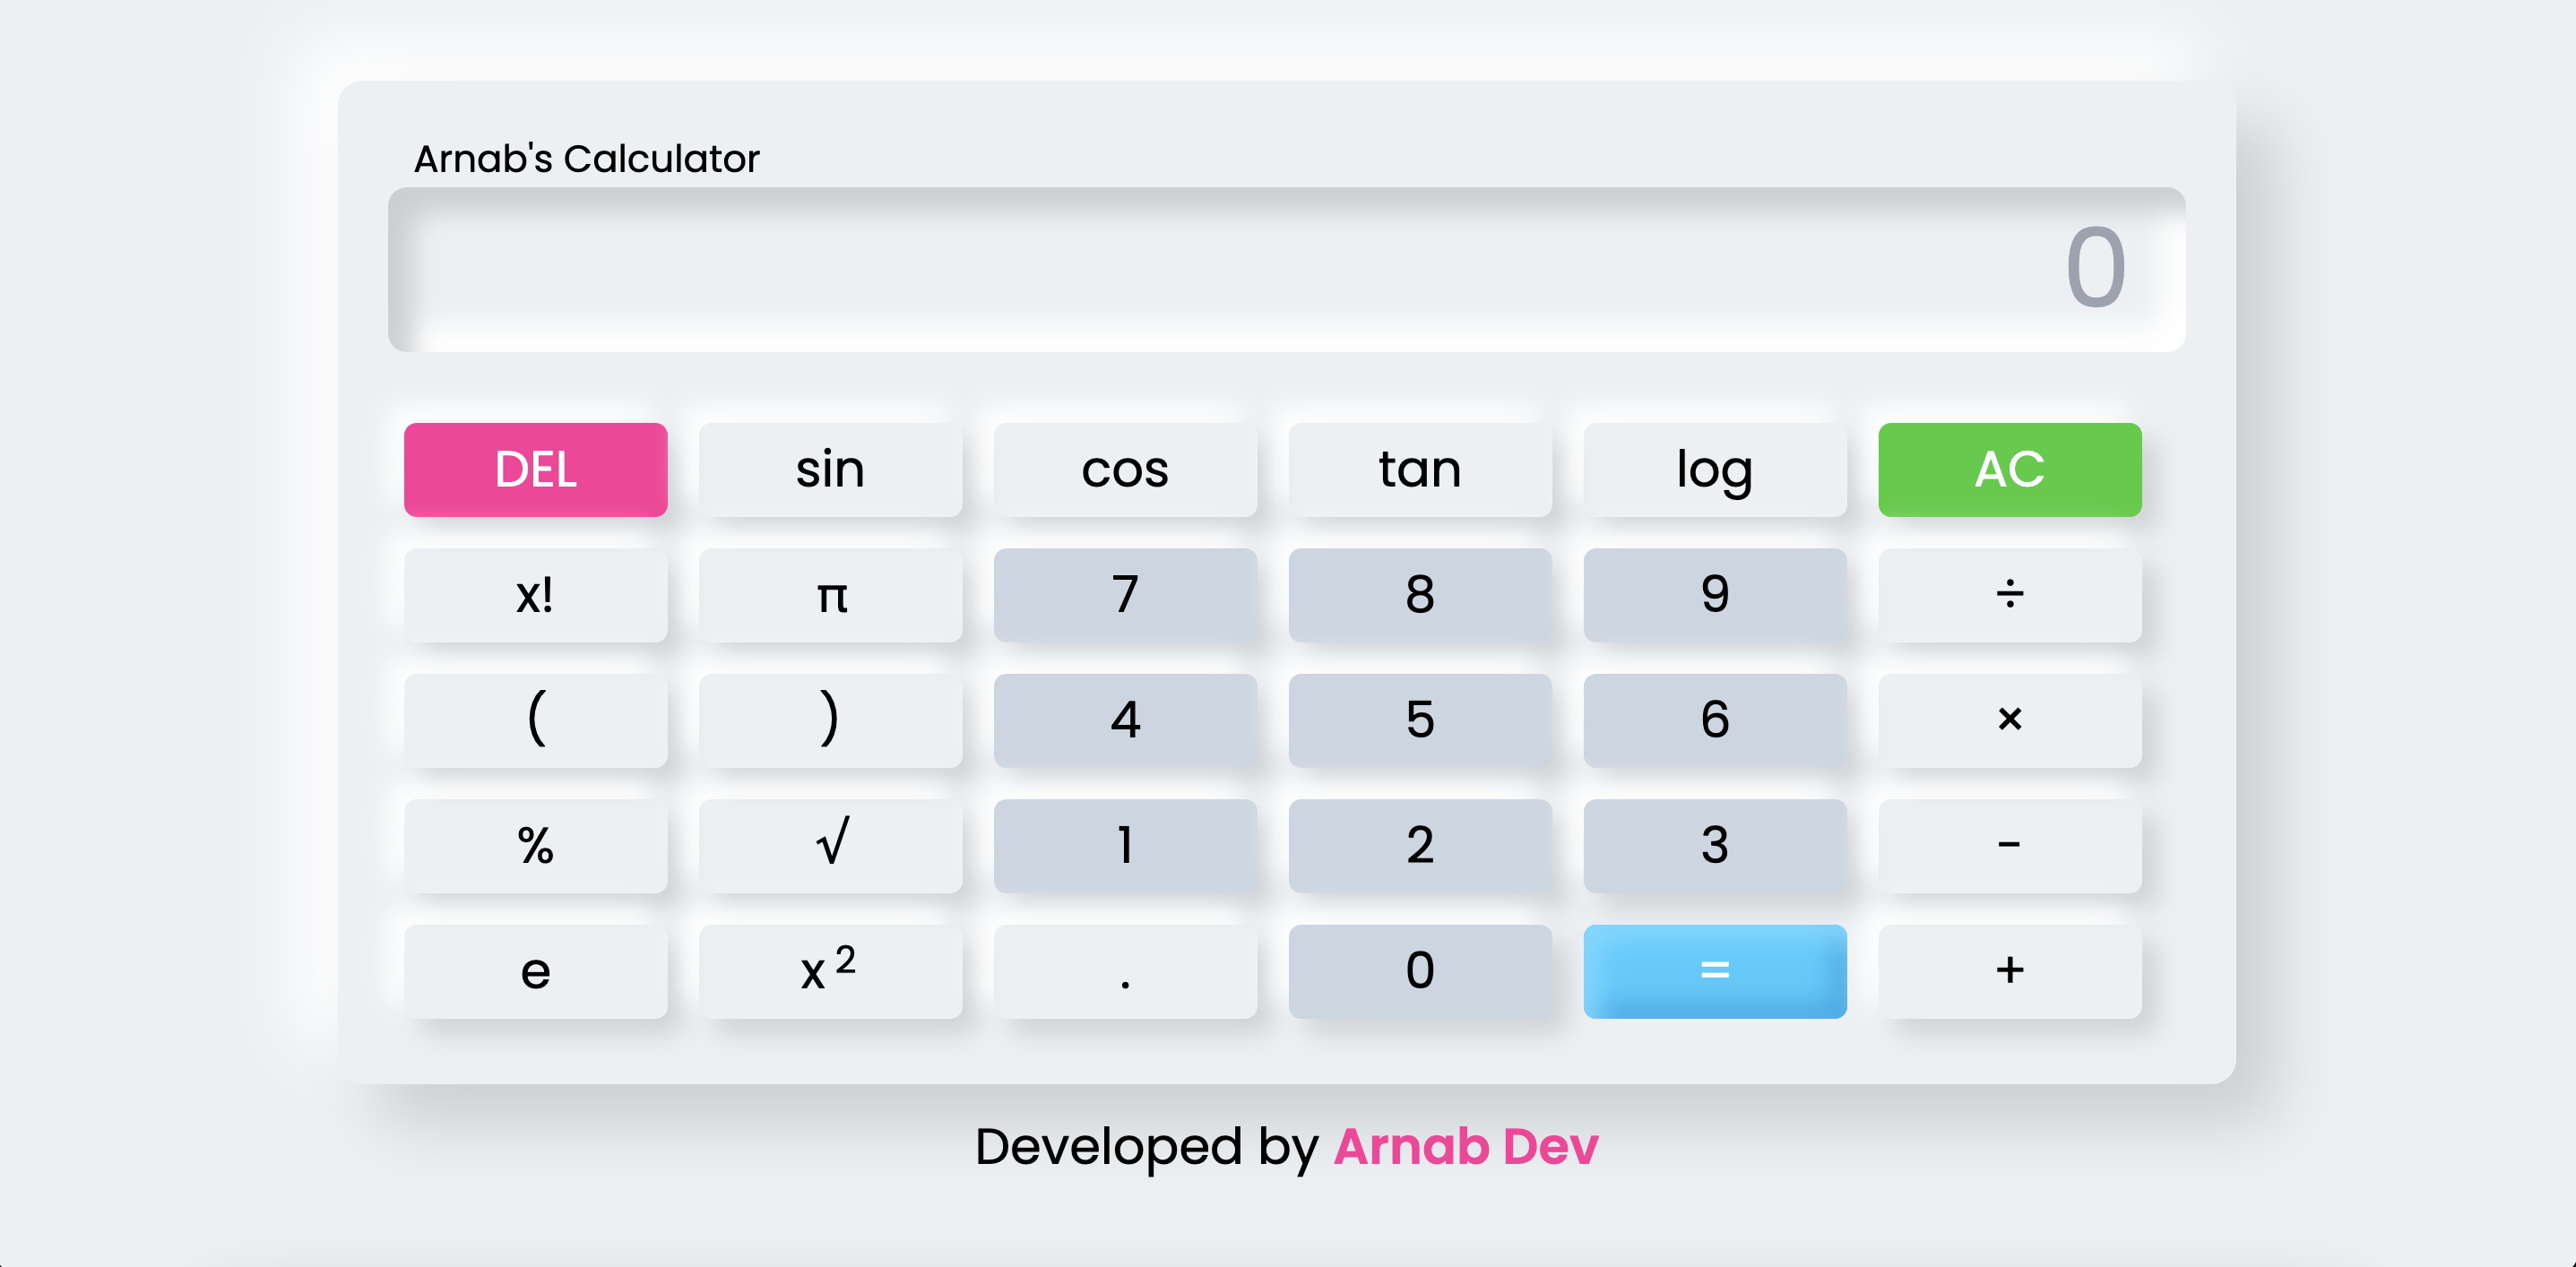 Arnab's Calculator
0
DEL sin cos tan log AC
x! π 7 8 9 ÷
( ) 4 5 6 ×
% √ 1 2 3 -
e x² . 0 = +
Developed by Arnab Dev